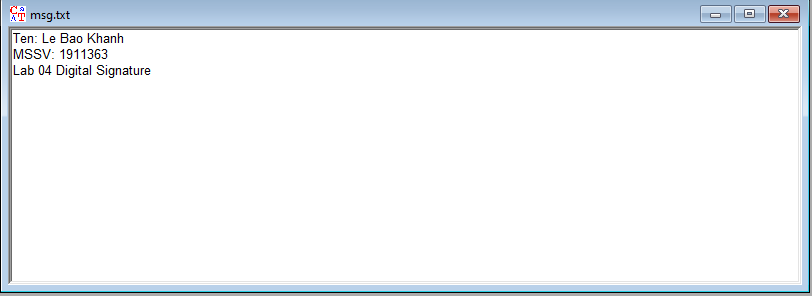 msg.txt
Ten: Le Bao Khanh
MSSV: 1911363
Lab 04 Digital Signature